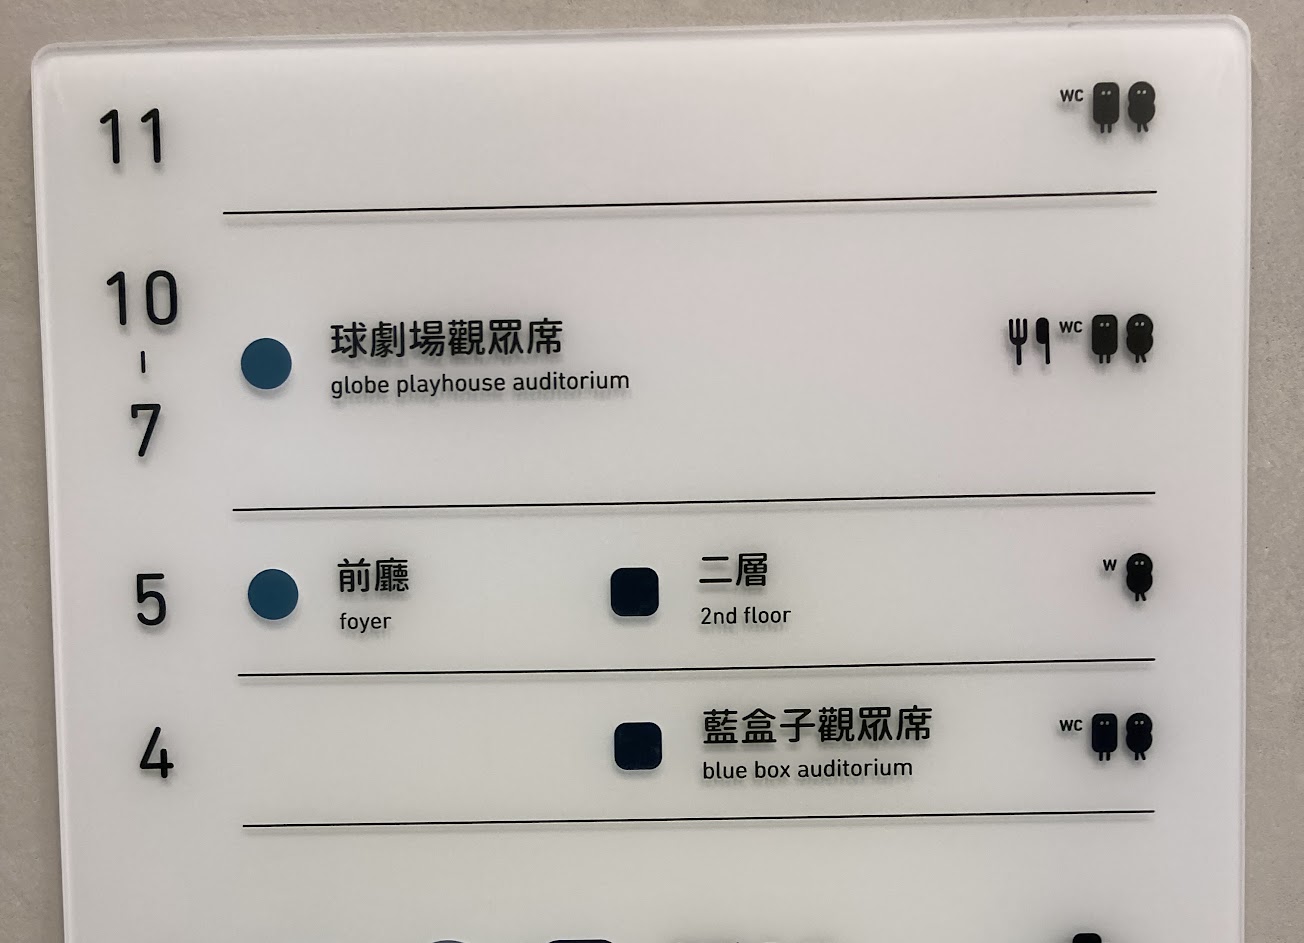 11
WC
10
-
7
球劇場觀眾席
globe playhouse auditorium
WC
5
前廳
foyer
二層
2nd floor
W
4
藍盒子觀眾席
blue box auditorium
WC